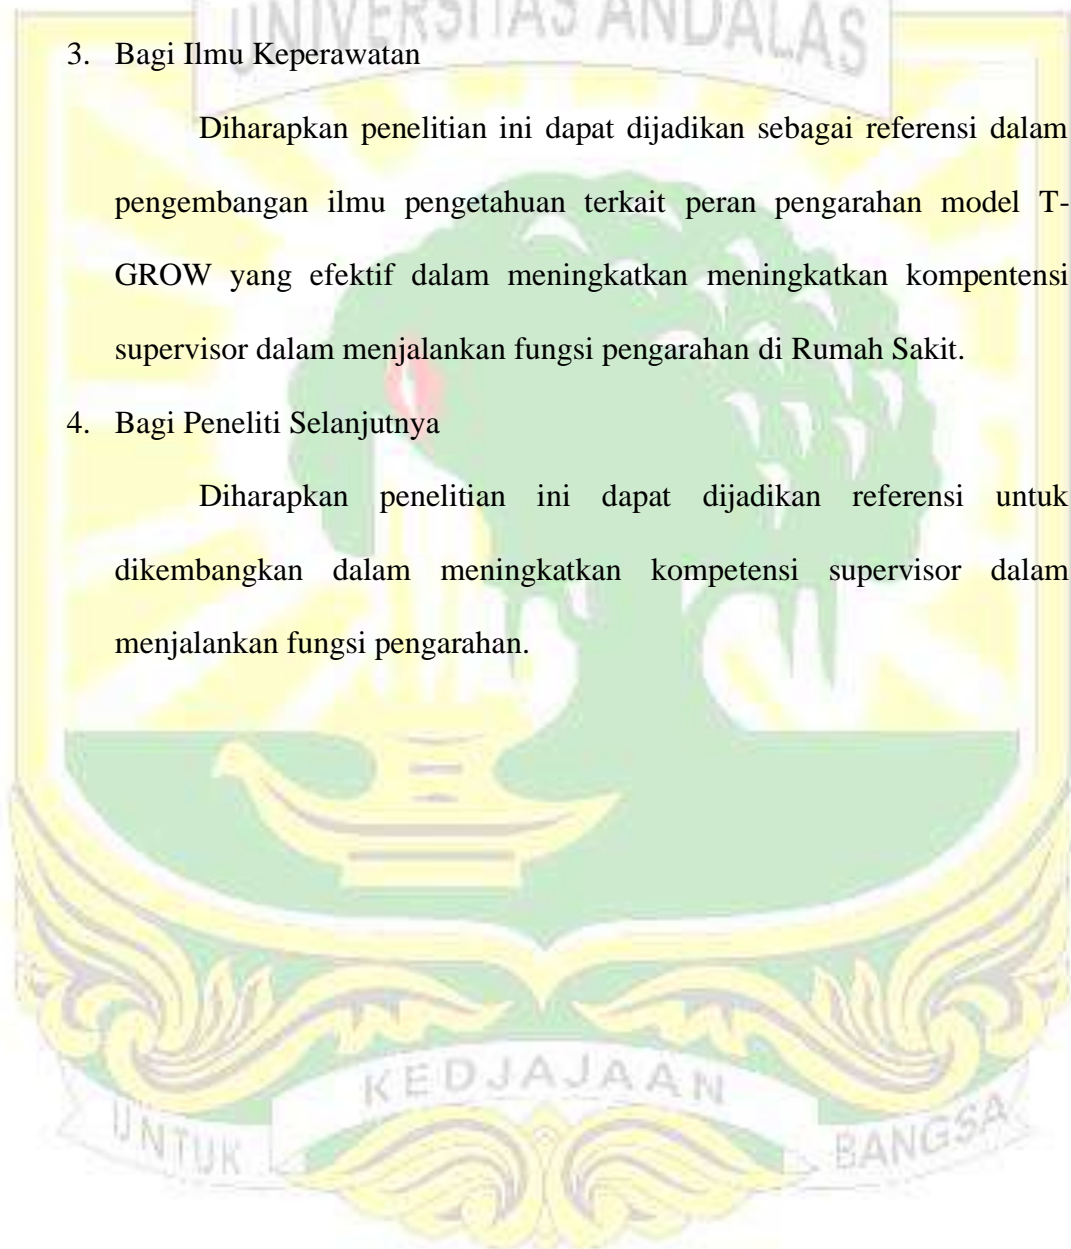 UNIVERSITAS ANDALAS
3. Bagi Ilmu Keperawatan
Diharapkan penelitian ini dapat dijadikan sebagai referensi dalam
pengembangan ilmu pengetahuan terkait peran pengarahan model T-
GROW yang efektif dalam meningkatkan meningkatkan kompentensi
supervisor dalam menjalankan fungsi pengarahan di Rumah Sakit.
4. Bagi Peneliti Selanjutnya
Diharapkan penelitian ini dapat dijadikan referensi untuk
dikembangkan dalam meningkatkan kompetensi supervisor dalam
menjalankan fungsi pengarahan.
UNTUK KEDJAJAAN BANGSA